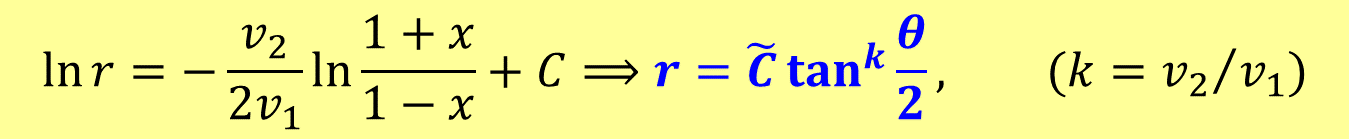 ln r = − v₂/2v₁ ln 1 + x/1 − x + C ⟹ r = C̃ tanᵏ θ/2 , (k = v₂/v₁)